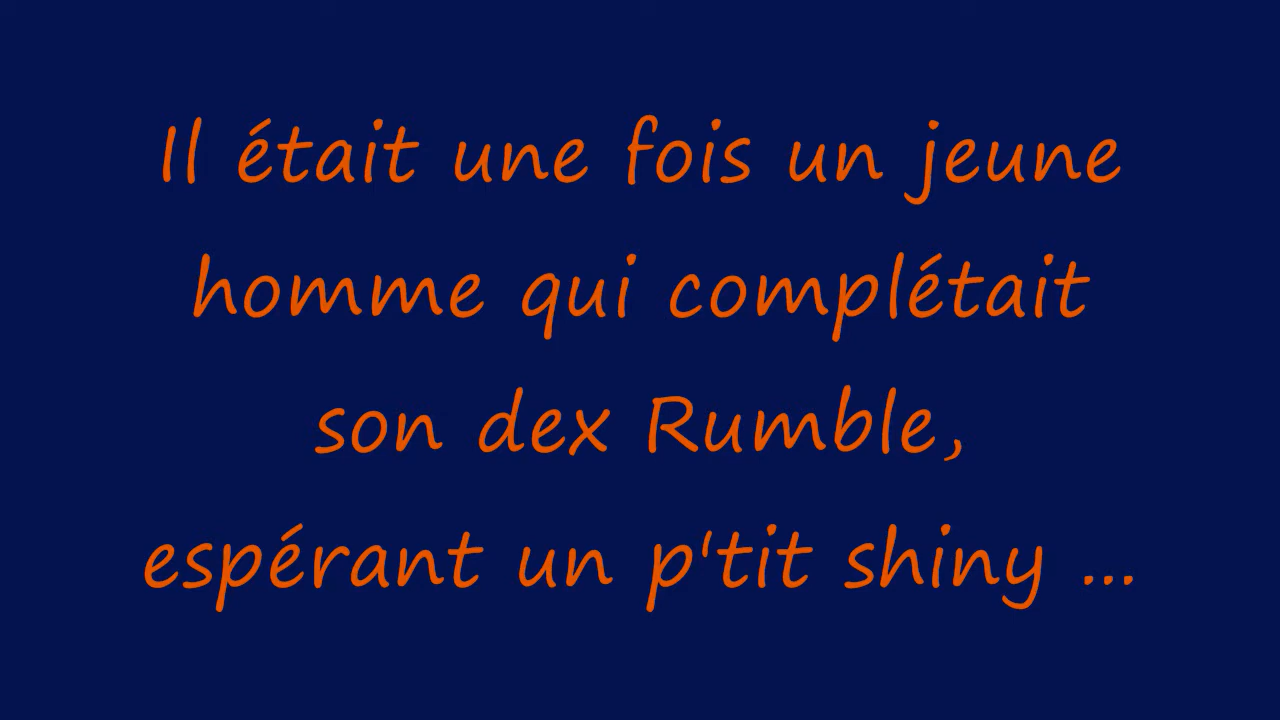 Il était une fois un jeune
homme qui complétait
son dex Rumble,
espérant un p'tit shiny ...